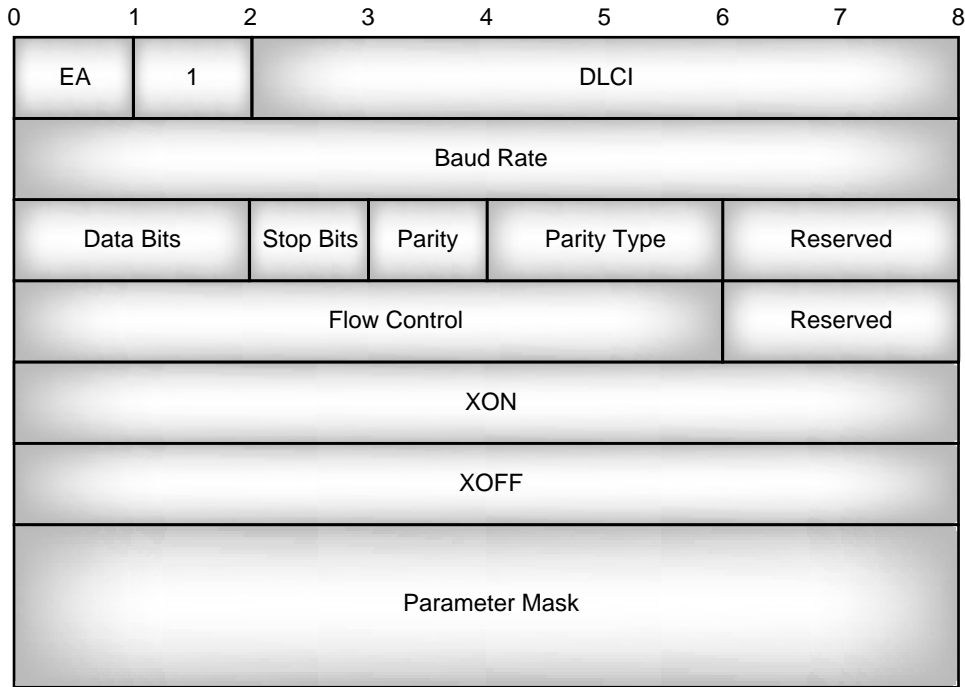 0 1 2 3 4 5 6 7 8
EA 1 DLCI
Baud Rate
Data Bits Stop Bits Parity Parity Type Reserved
Flow Control Reserved
XON
XOFF
Parameter Mask